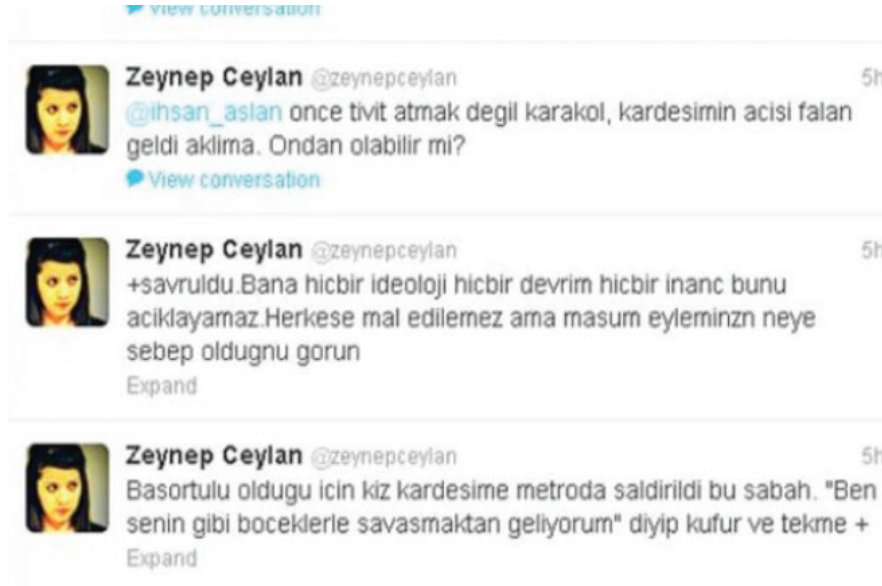 View conversation
Zeynep Ceylan @zeynepceylan 5h
@ihsan_aslan once tivit atmak degil karakol, kardesimin acisi falan
geldi aklima. Ondan olabilir mi?
View conversation
Zeynep Ceylan @zeynepceylan 5h
+savruldu.Bana hicbir ideoloji hicbir devrim hicbir inanc bunu
aciklayamaz.Herkese mal edilemez ama masum eyleminzn neye
sebep oldugnu gorun
Expand
Zeynep Ceylan @zeynepceylan 5h
Basortulu oldugu icin kiz kardesime metroda saldirildi bu sabah. "Ben
senin gibi boceklerle savasmaktan geliyorum" diyip kufur ve tekme +
Expand